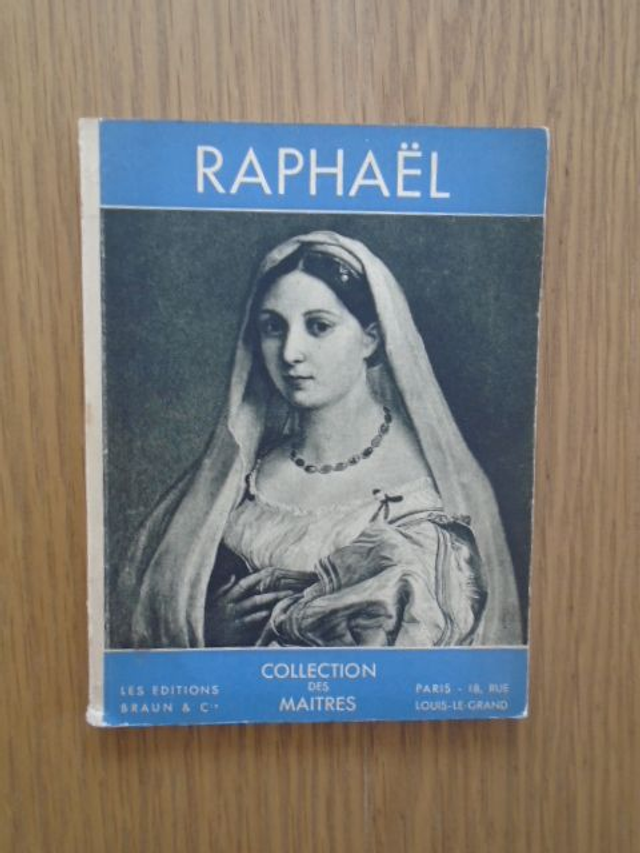 RAPHAËL
COLLECTION
DES
MAITRES
LES EDITIONS
BRAUN & Cie
PARIS - 18, RUE
LOUIS-LE-GRAND